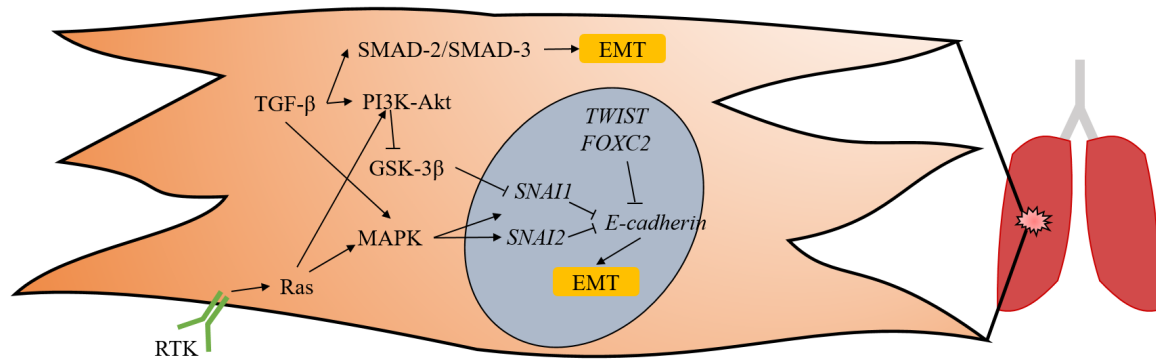 SMAD-2/SMAD-3
EMT
TGF-β
PI3K-Akt
TWIST
FOXC2
GSK-3β
SNAI1
E-cadherin
MAPK
SNAI2
EMT
Ras
RTK